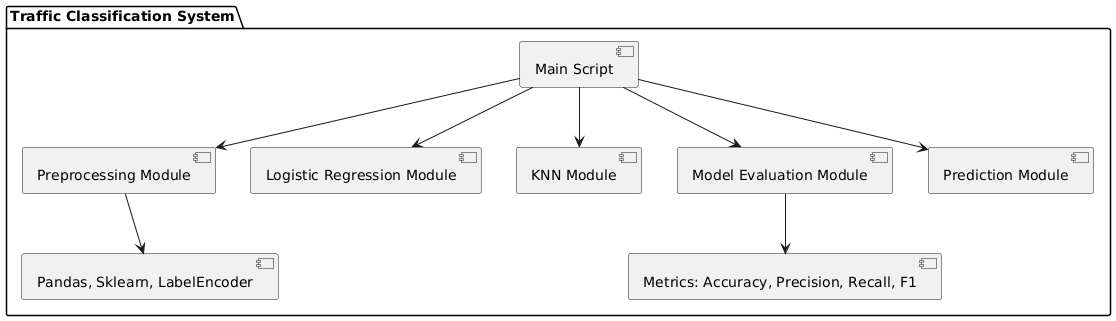 Traffic Classification System
Main Script
Preprocessing Module
Logistic Regression Module
KNN Module
Model Evaluation Module
Prediction Module
Pandas, Sklearn, LabelEncoder
Metrics: Accuracy, Precision, Recall, F1